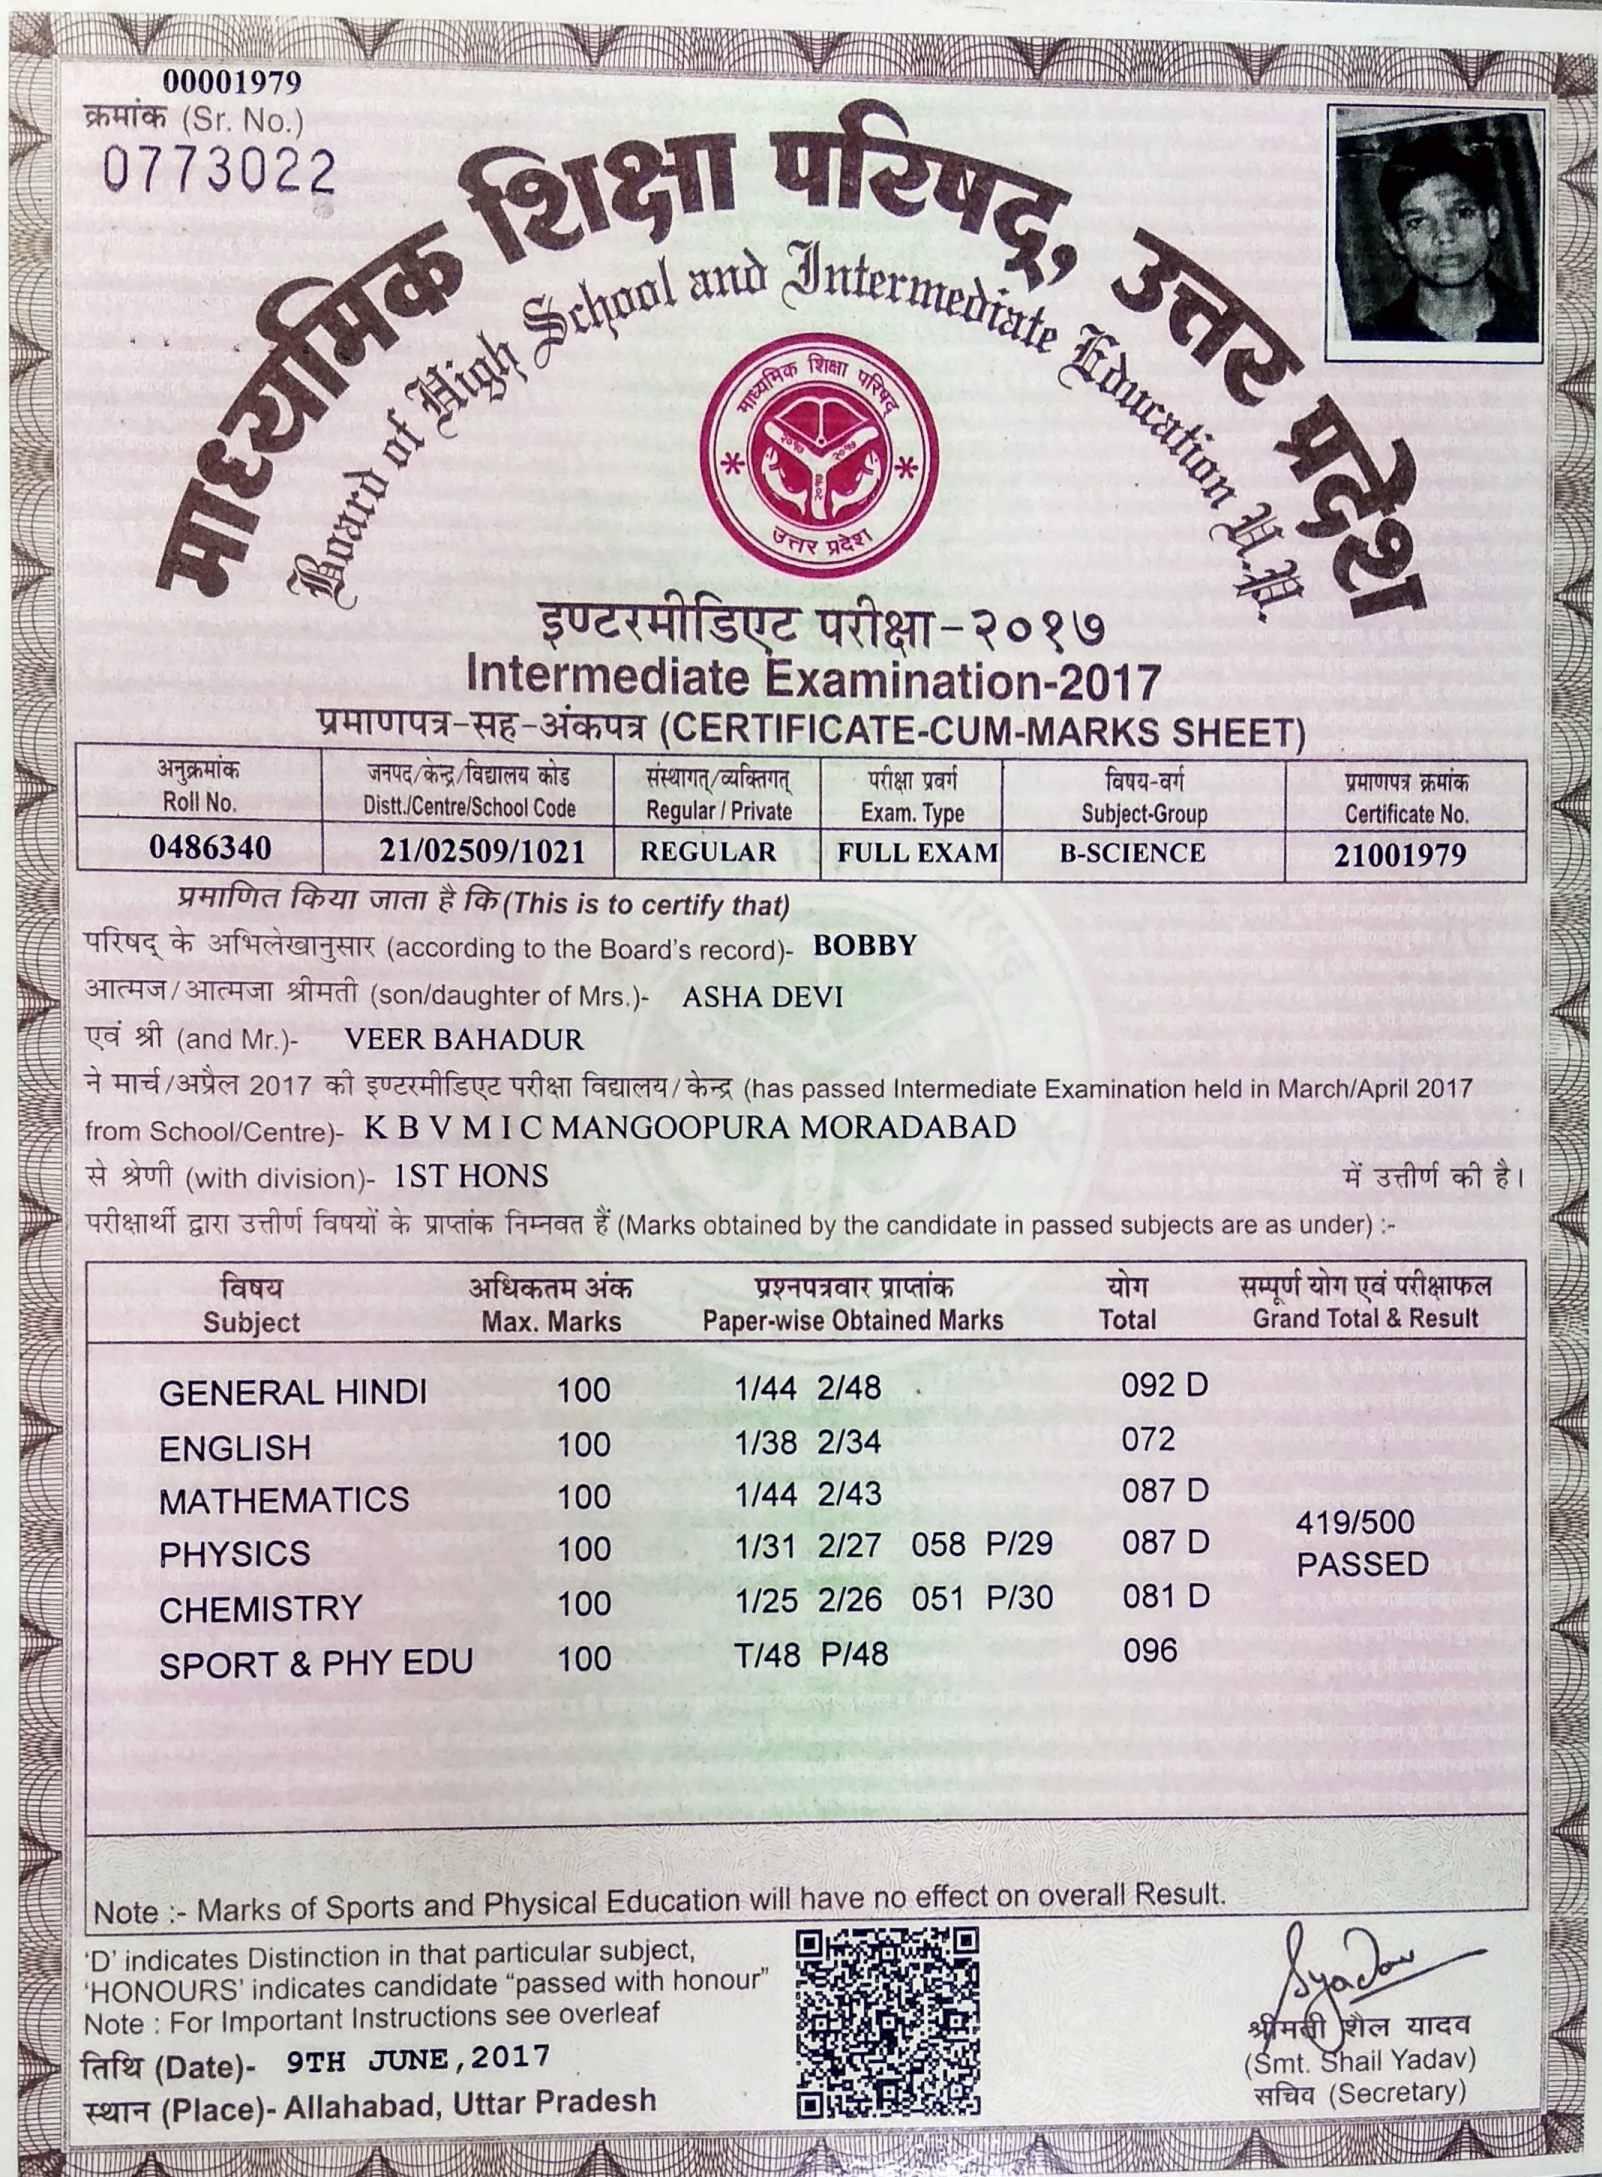 00001979
क्रमांक (Sr. No.)
0773022
माध्यमिक शिक्षा परिषद्, उत्तर प्रदेश
Board of High School and Intermediate Education U.P.
माध्यमिक शिक्षा परिषद्
उत्तर प्रदेश
इण्टरमीडिएट परीक्षा-२०१७
Intermediate Examination-2017
प्रमाणपत्र-सह-अंकपत्र (CERTIFICATE-CUM-MARKS SHEET)
अनुक्रमांक जनपद/केन्द्र/विद्यालय कोड संस्थागत्/व्यक्तिगत् परीक्षा प्रवर्ग विषय-वर्ग प्रमाणपत्र क्रमांक
Roll No. Distt./Centre/School Code Regular / Private Exam. Type Subject-Group Certificate No.
0486340 21/02509/1021 REGULAR FULL EXAM B-SCIENCE 21001979
प्रमाणित किया जाता है कि (This is to certify that)
परिषद् के अभिलेखानुसार (according to the Board's record)- BOBBY
आत्मज/आत्मजा श्रीमती (son/daughter of Mrs.)- ASHA DEVI
एवं श्री (and Mr.)- VEER BAHADUR
ने मार्च/अप्रैल 2017 की इण्टरमीडिएट परीक्षा विद्यालय/केन्द्र (has passed Intermediate Examination held in March/April 2017
from School/Centre)- K B V M I C MANGOOPURA MORADABAD
से श्रेणी (with division)- 1ST HONS में उत्तीर्ण की है।
परीक्षार्थी द्वारा उत्तीर्ण विषयों के प्राप्तांक निम्नवत हैं (Marks obtained by the candidate in passed subjects are as under) :-
विषय अधिकतम अंक प्रश्नपत्रवार प्राप्तांक योग सम्पूर्ण योग एवं परीक्षाफल
Subject Max. Marks Paper-wise Obtained Marks Total Grand Total & Result
GENERAL HINDI 100 1/44 2/48 092 D
ENGLISH 100 1/38 2/34 072
MATHEMATICS 100 1/44 2/43 087 D
419/500
PHYSICS 100 1/31 2/27 058 P/29 087 D
PASSED
CHEMISTRY 100 1/25 2/26 051 P/30 081 D
SPORT & PHY EDU 100 T/48 P/48 096
Note :- Marks of Sports and Physical Education will have no effect on overall Result.
'D' indicates Distinction in that particular subject,
'HONOURS' indicates candidate "passed with honour"
Note : For Important Instructions see overleaf
तिथि (Date)- 9TH JUNE,2017
स्थान (Place)- Allahabad, Uttar Pradesh
Syadav
श्रीमती शैल यादव
(Smt. Shail Yadav)
सचिव (Secretary)